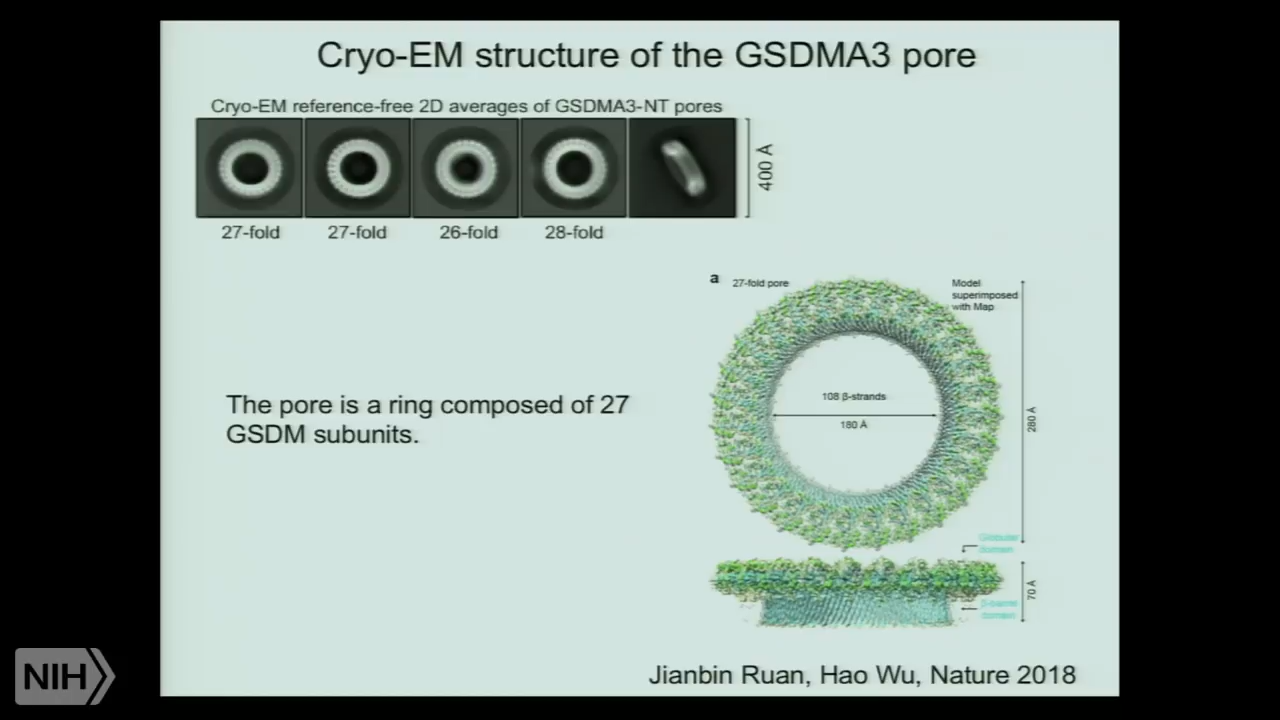 Cryo-EM structure of the GSDMA3 pore
Cryo-EM reference-free 2D averages of GSDMA3-NT pores
400 Å
27-fold
27-fold
26-fold
28-fold
a
27-fold pore
Model
superimposed
with Map
108 β-strands
180 Å
280 Å
The pore is a ring composed of 27
GSDM subunits.
Globular
domain
70 Å
β-barrel
domain
Jianbin Ruan, Hao Wu, Nature 2018
NIH